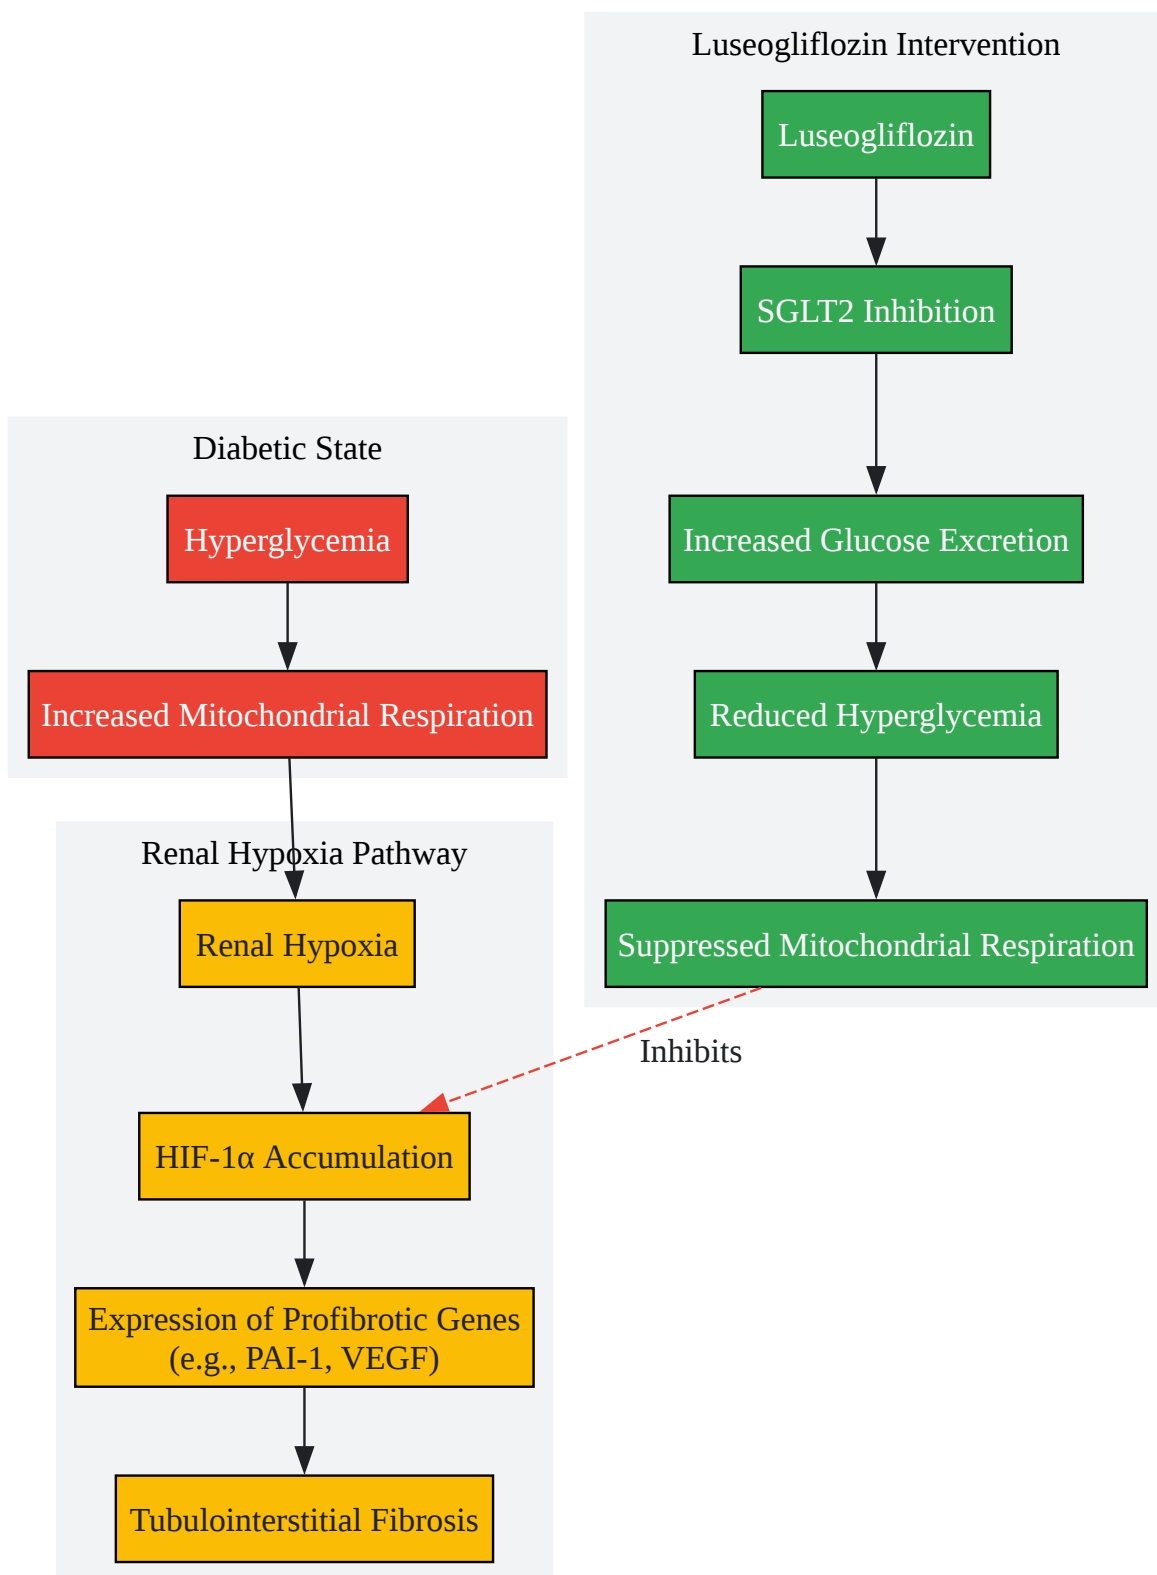 Luseogliflozin Intervention
Luseogliflozin
SGLT2 Inhibition
Increased Glucose Excretion
Reduced Hyperglycemia
Suppressed Mitochondrial Respiration
Diabetic State
Hyperglycemia
Increased Mitochondrial Respiration
Renal Hypoxia Pathway
Renal Hypoxia
Inhibits
HIF-1α Accumulation
Expression of Profibrotic Genes
(e.g., PAI-1, VEGF)
Tubulointerstitial Fibrosis